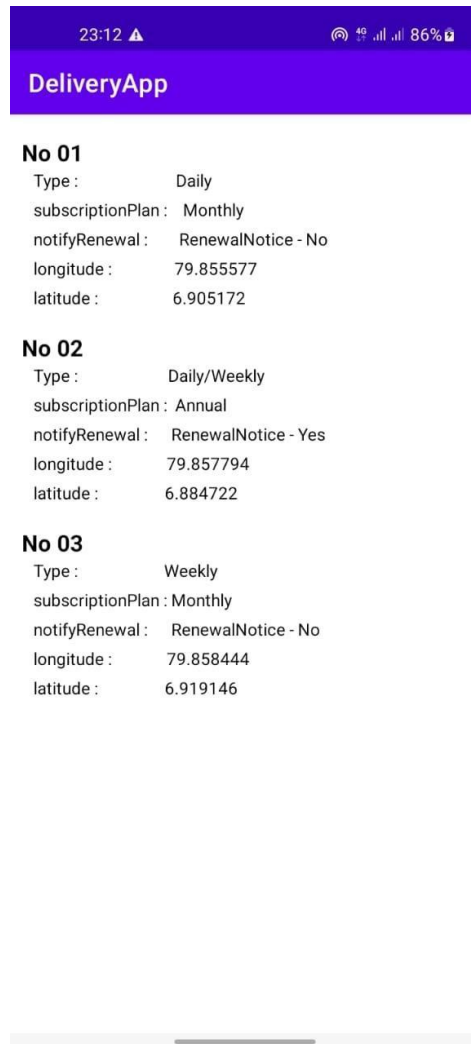 23:12 4G 86%
DeliveryApp
No 01
Type : Daily
subscriptionPlan : Monthly
notifyRenewal : RenewalNotice - No
longitude : 79.855577
latitude : 6.905172
No 02
Type : Daily/Weekly
subscriptionPlan : Annual
notifyRenewal : RenewalNotice - Yes
longitude : 79.857794
latitude : 6.884722
No 03
Type : Weekly
subscriptionPlan : Monthly
notifyRenewal : RenewalNotice - No
longitude : 79.858444
latitude : 6.919146